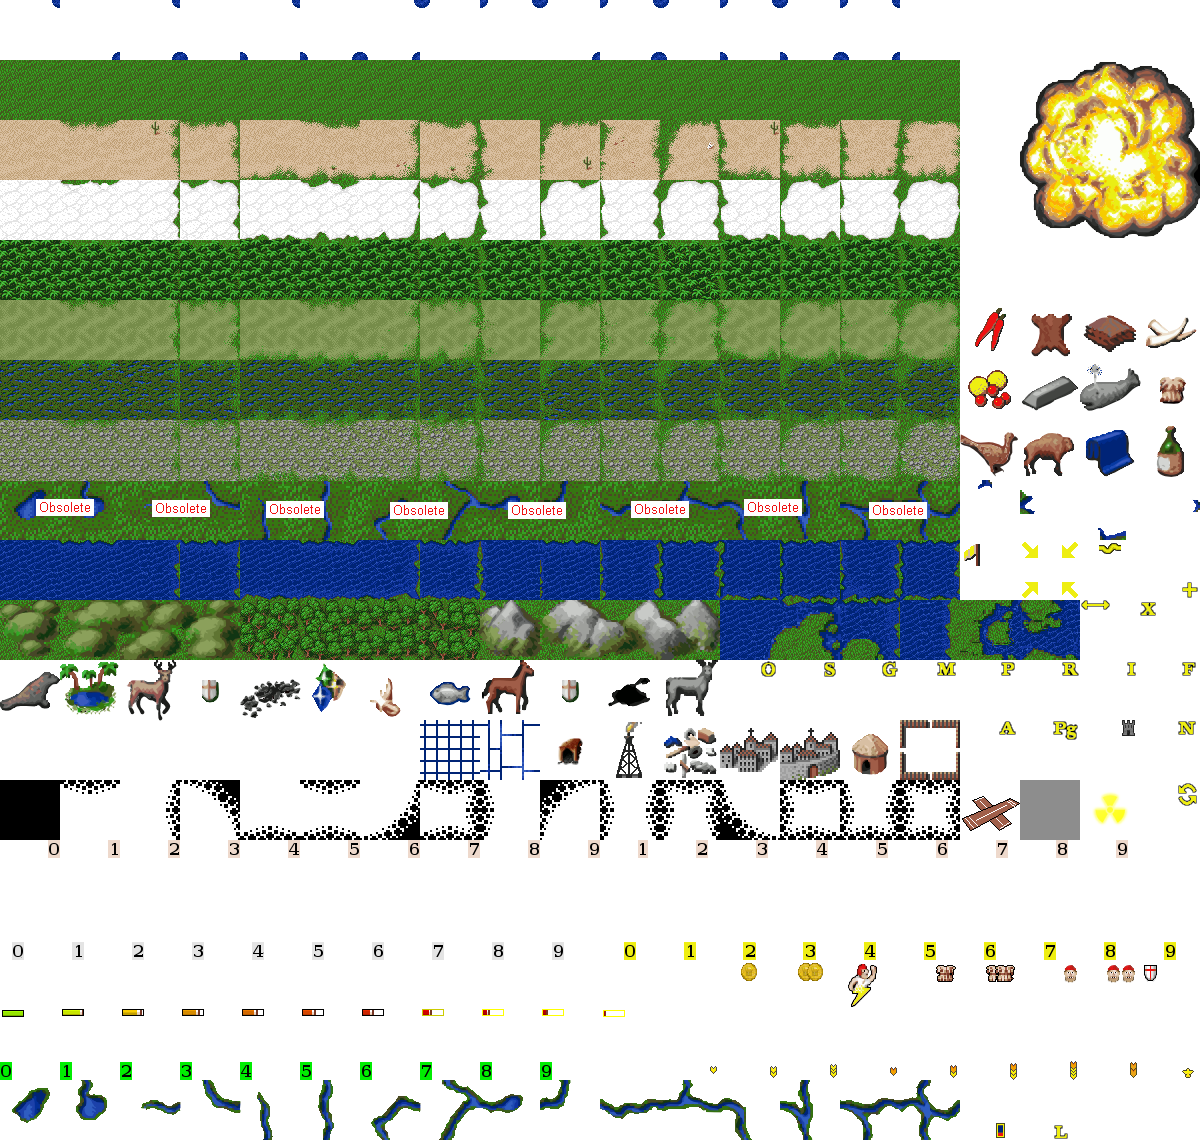 Obsolete Obsolete Obsolete Obsolete Obsolete Obsolete Obsolete Obsolete
+
X
O S G M P R I F
A Pg N
0 1 2 3 4 5 6 7 8 9 1 2 3 4 5 6 7 8 9
0 1 2 3 4 5 6 7 8 9 0 1 2 3 4 5 6 7 8 9
0 1 2 3 4 5 6 7 8 9
L